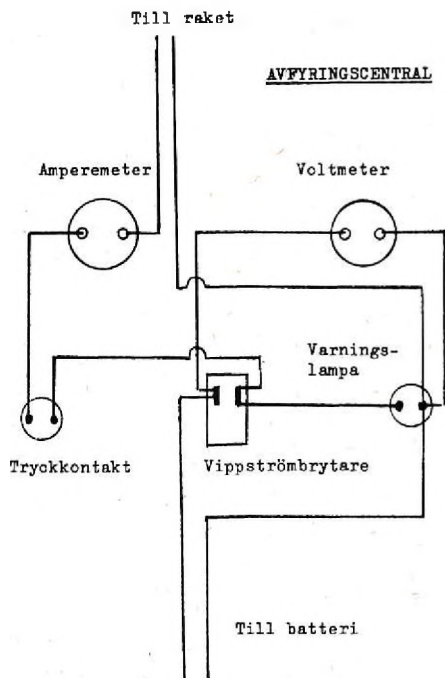 Till raket
AVFYRINGSCENTRAL
Amperemeter
Voltmeter
Varnings-
lampa
Tryckkontakt
Vippströmbrytare
Till batteri